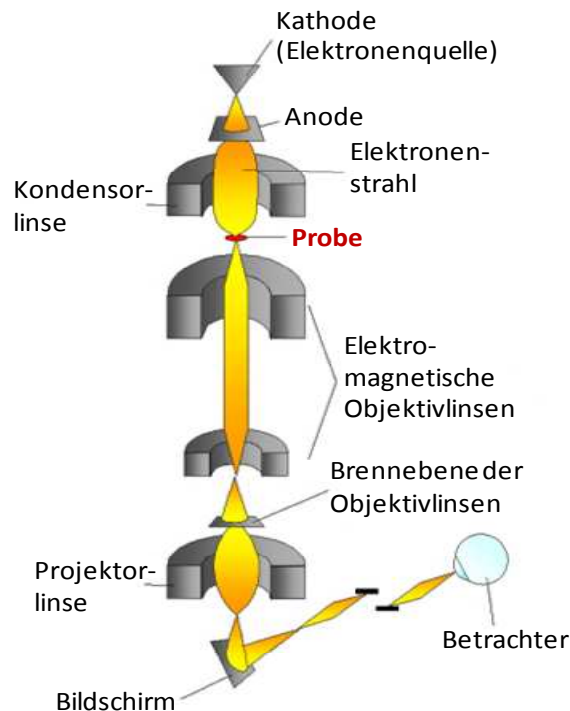 Kathode
(Elektronenquelle)
Anode
Elektronen-
strahl
Kondensor-
linse
Probe
Elektro-
magnetische
Objektivlinsen
Brennebene der
Objektivlinsen
Projektor-
linse
Betrachter
Bildschirm